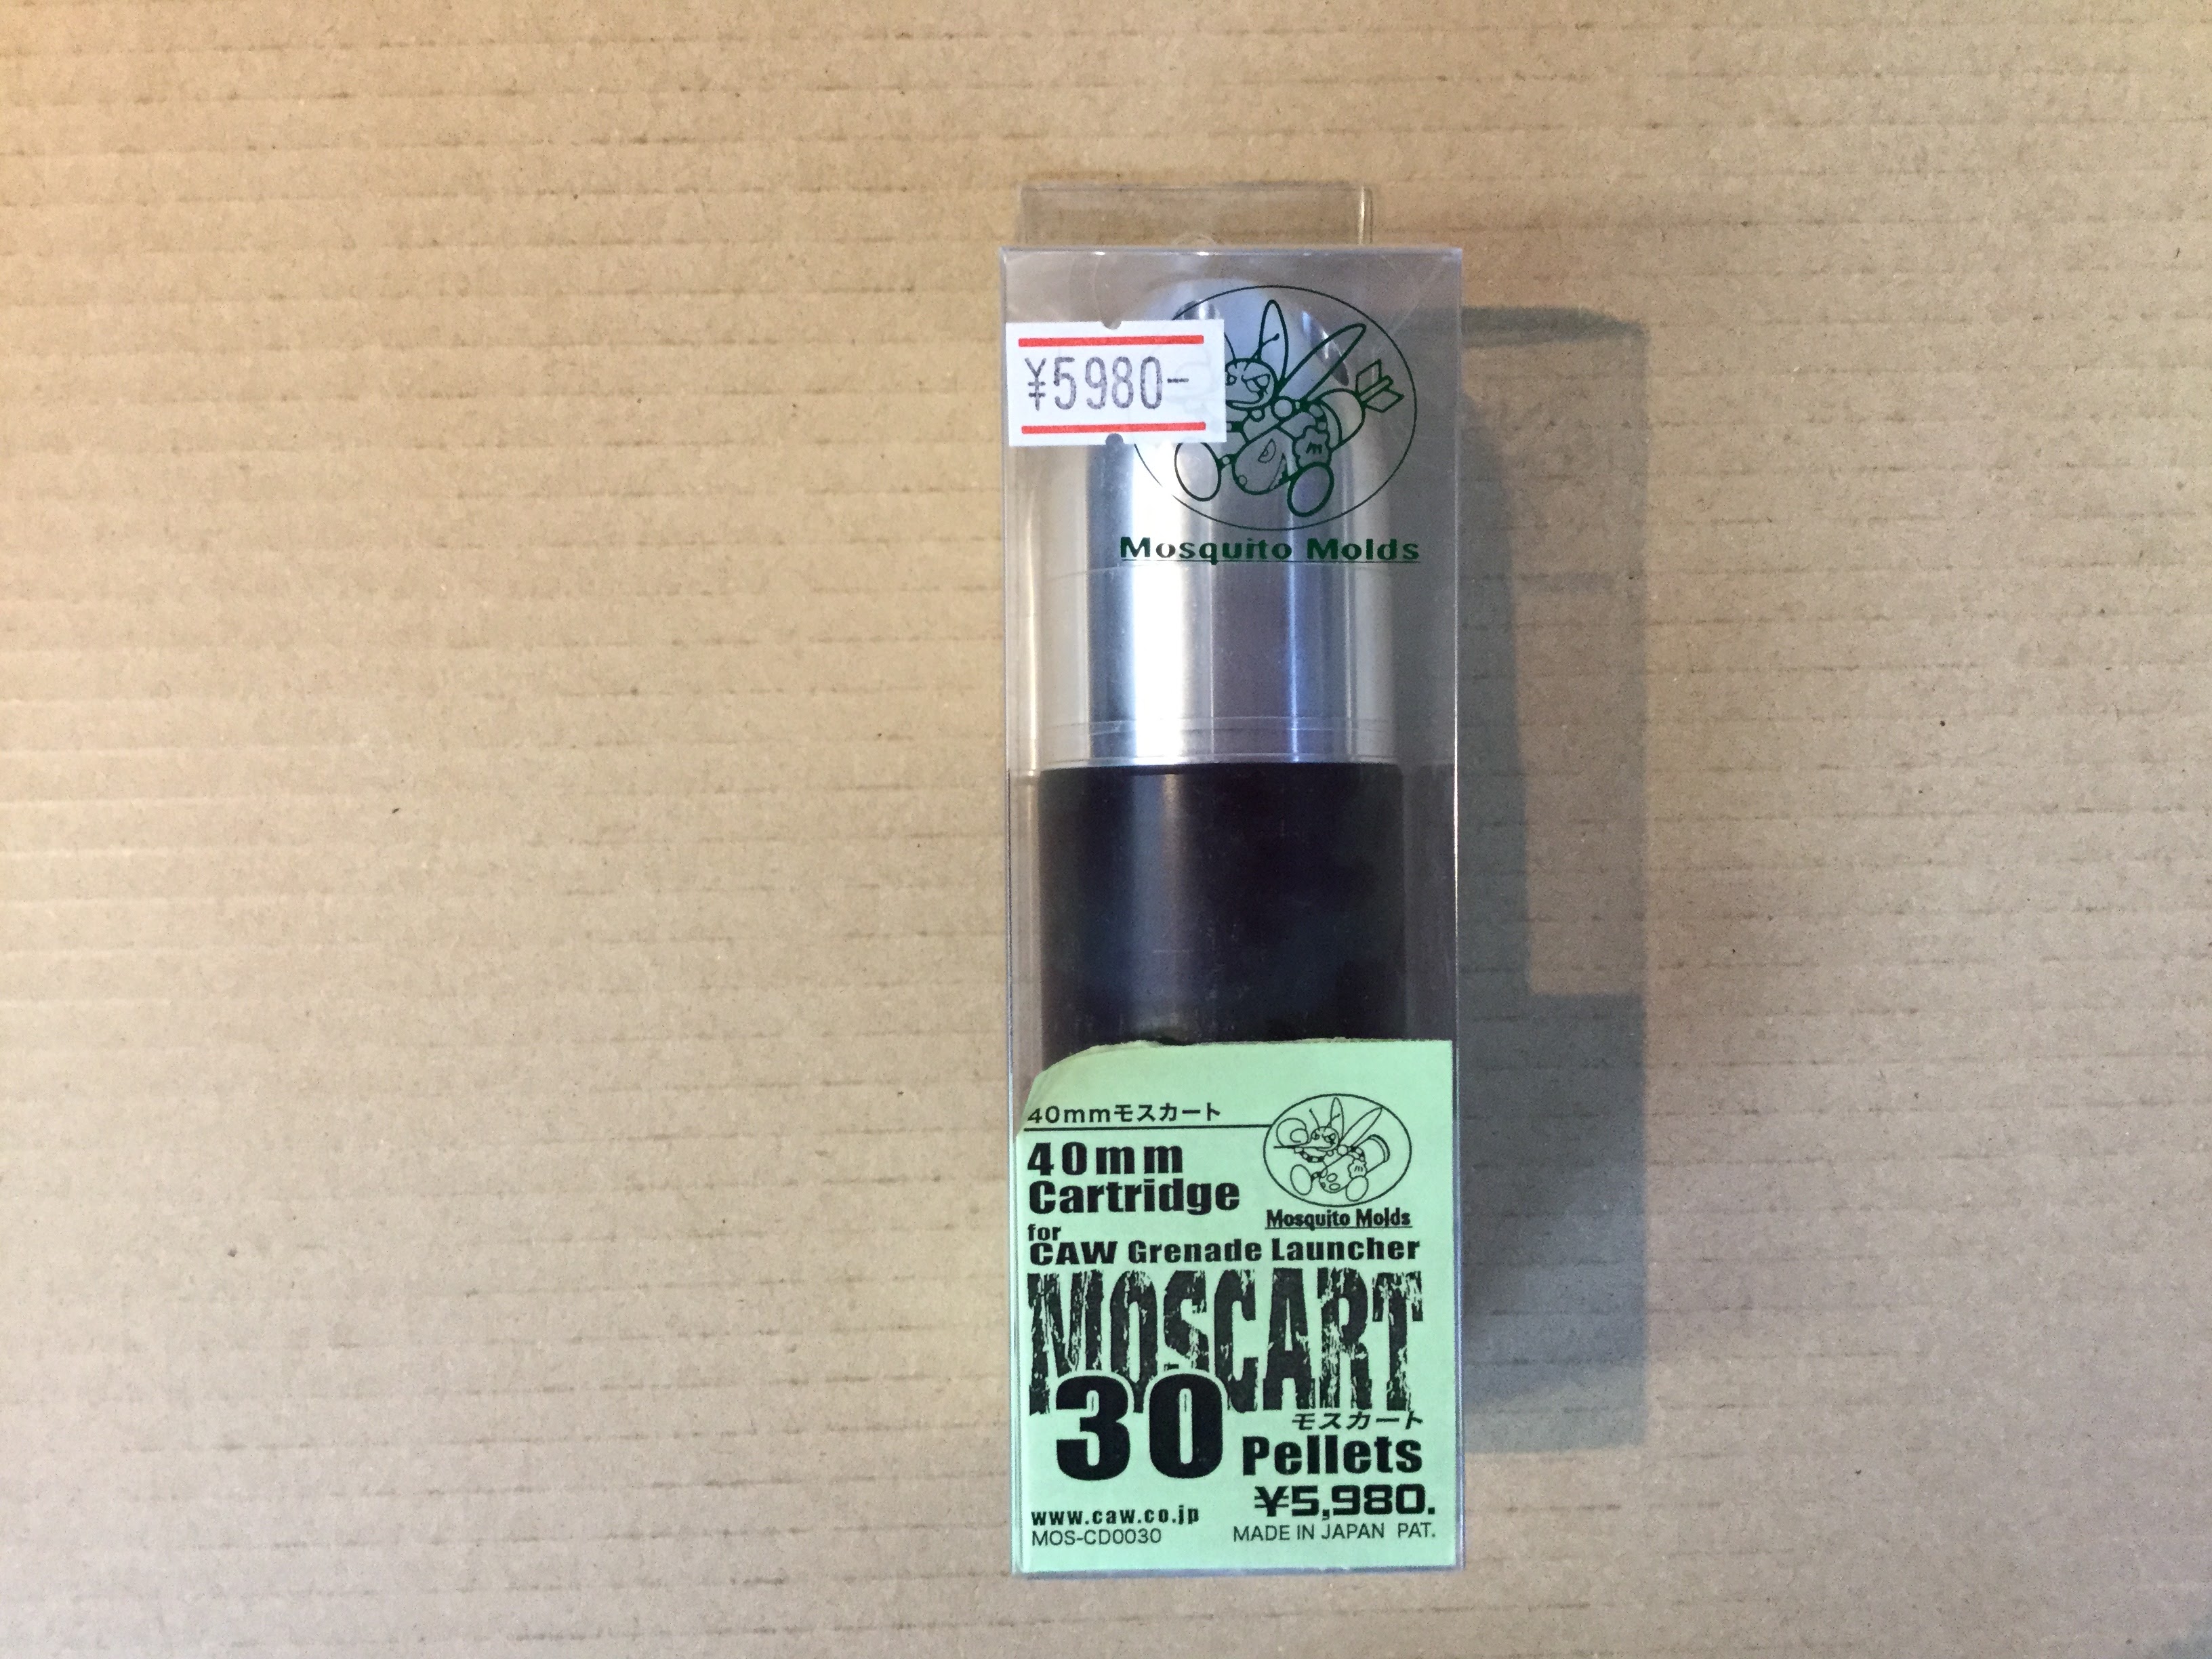 ¥5980-
Mosquito Molds
40mmモスカート
40mm
Cartridge
Mosquito Molds
for
CAW Grenade Launcher
MOSCART
モスカート
30 Pellets
¥5,980.
www.caw.co.jp
MOS-CD0030
MADE IN JAPAN PAT.